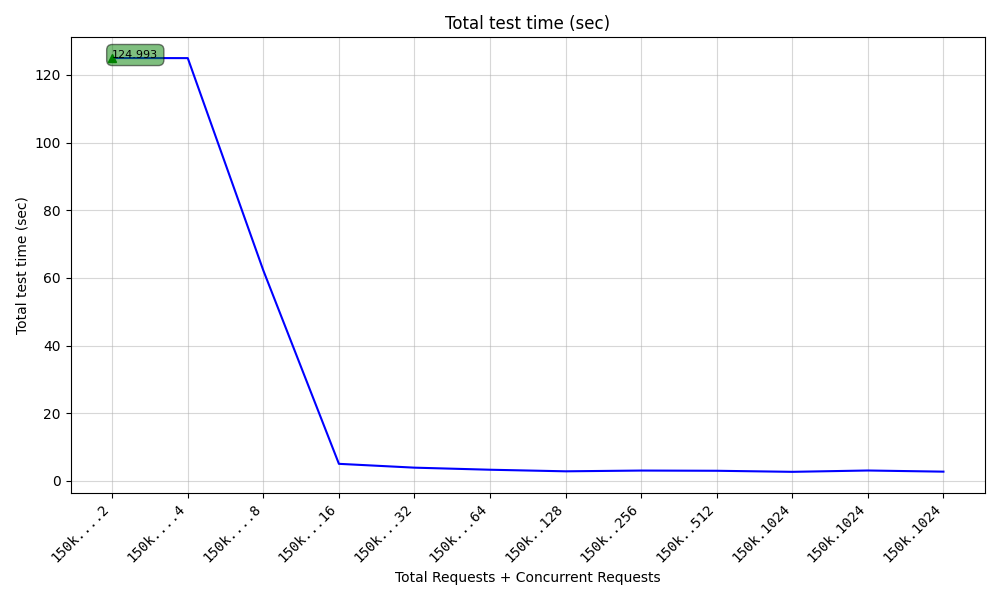 Total test time (sec)
124.993
120
100
80
60
40
20
0
Total test time (sec)
150k....2
150k....4
150k....8
150k...16
150k...32
150k...64
150k..128
150k..256
150k..512
150k.1024
150k.1024
150k.1024
Total Requests + Concurrent Requests